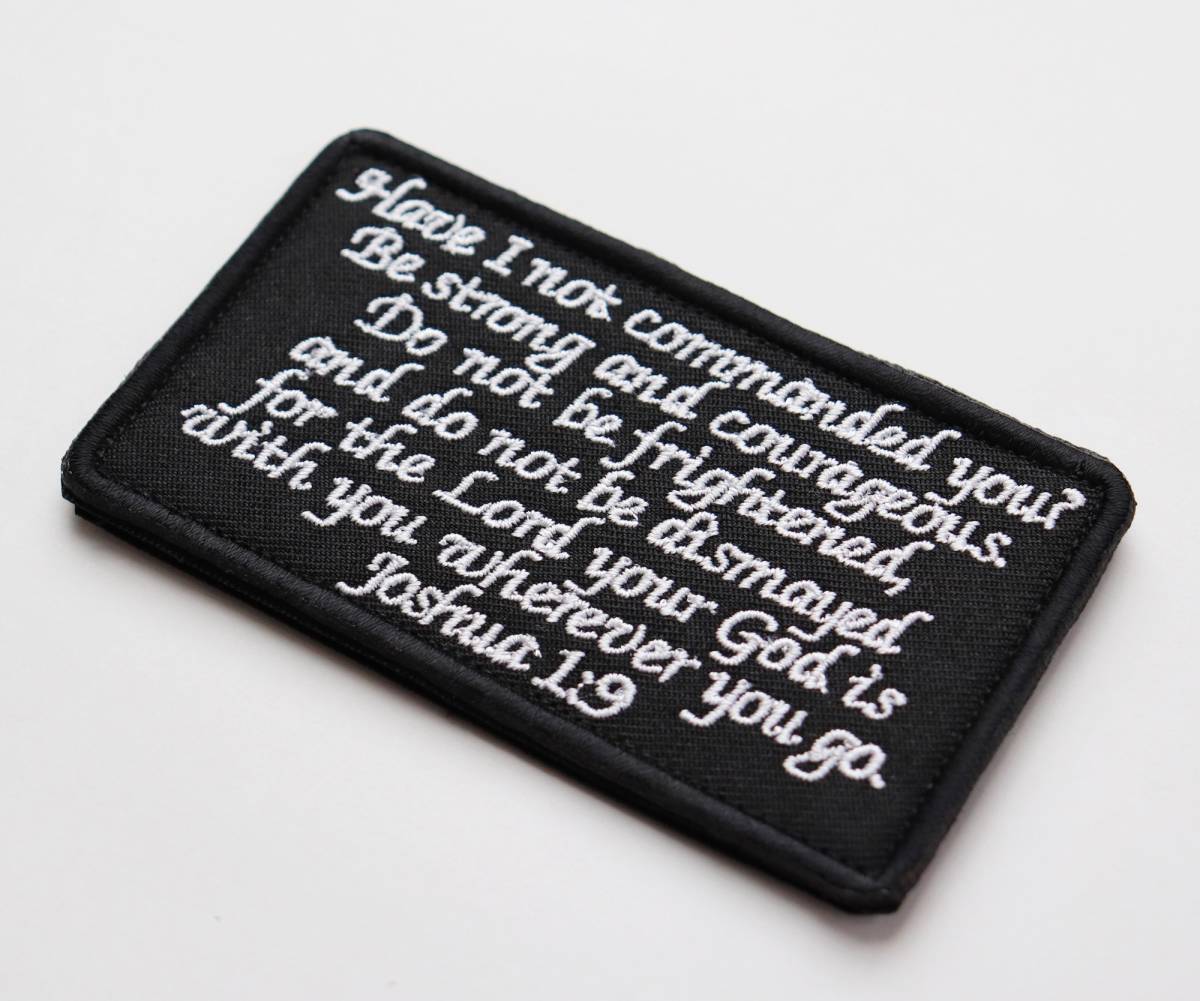 Have I not commanded you?
Be strong and courageous.
Do not be frightened,
and do not be dismayed
for the Lord your God is
with you wherever you go.
Joshua 1:9